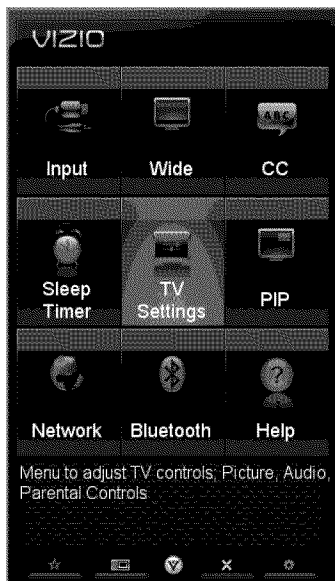 VIZIO
Input
Wide
ABC
CC
Sleep
Timer
TV
Settings
PIP
Network
Bluetooth
?
Help
Menu to adjust TV controls; Picture, Audio,
Parental Controls
V